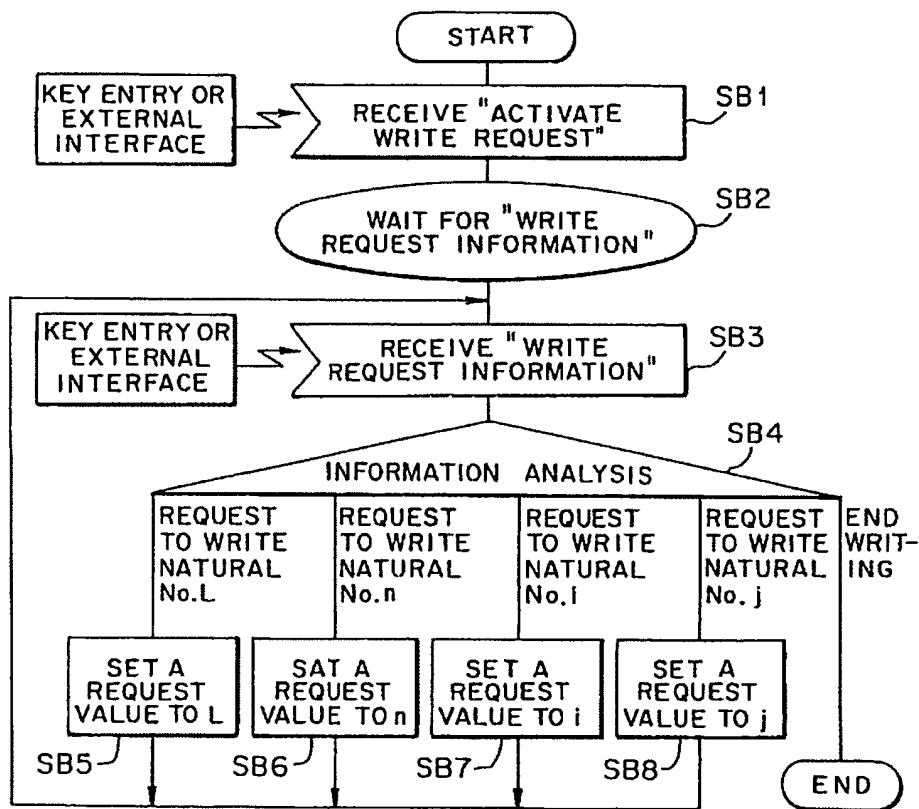 START
KEY ENTRY OR
EXTERNAL
INTERFACE
RECEIVE "ACTIVATE
WRITE REQUEST"
SB1
WAIT FOR "WRITE
REQUEST INFORMATION"
SB2
KEY ENTRY OR
EXTERNAL
INTERFACE
RECEIVE "WRITE
REQUEST INFORMATION"
SB3
INFORMATION ANALYSIS
SB4
REQUEST
TO WRITE
NATURAL
No.L
REQUEST
TO WRITE
NATURAL
No.n
REQUEST
TO WRITE
NATURAL
No.i
REQUEST
TO WRITE
NATURAL
No.j
END
WRIT-
ING
SET A
REQUEST
VALUE TO L
SB5
SAT A
REQUEST
VALUE TO n
SB6
SET A
REQUEST
VALUE TO i
SB7
SET A
REQUEST
VALUE TO j
SB8
END